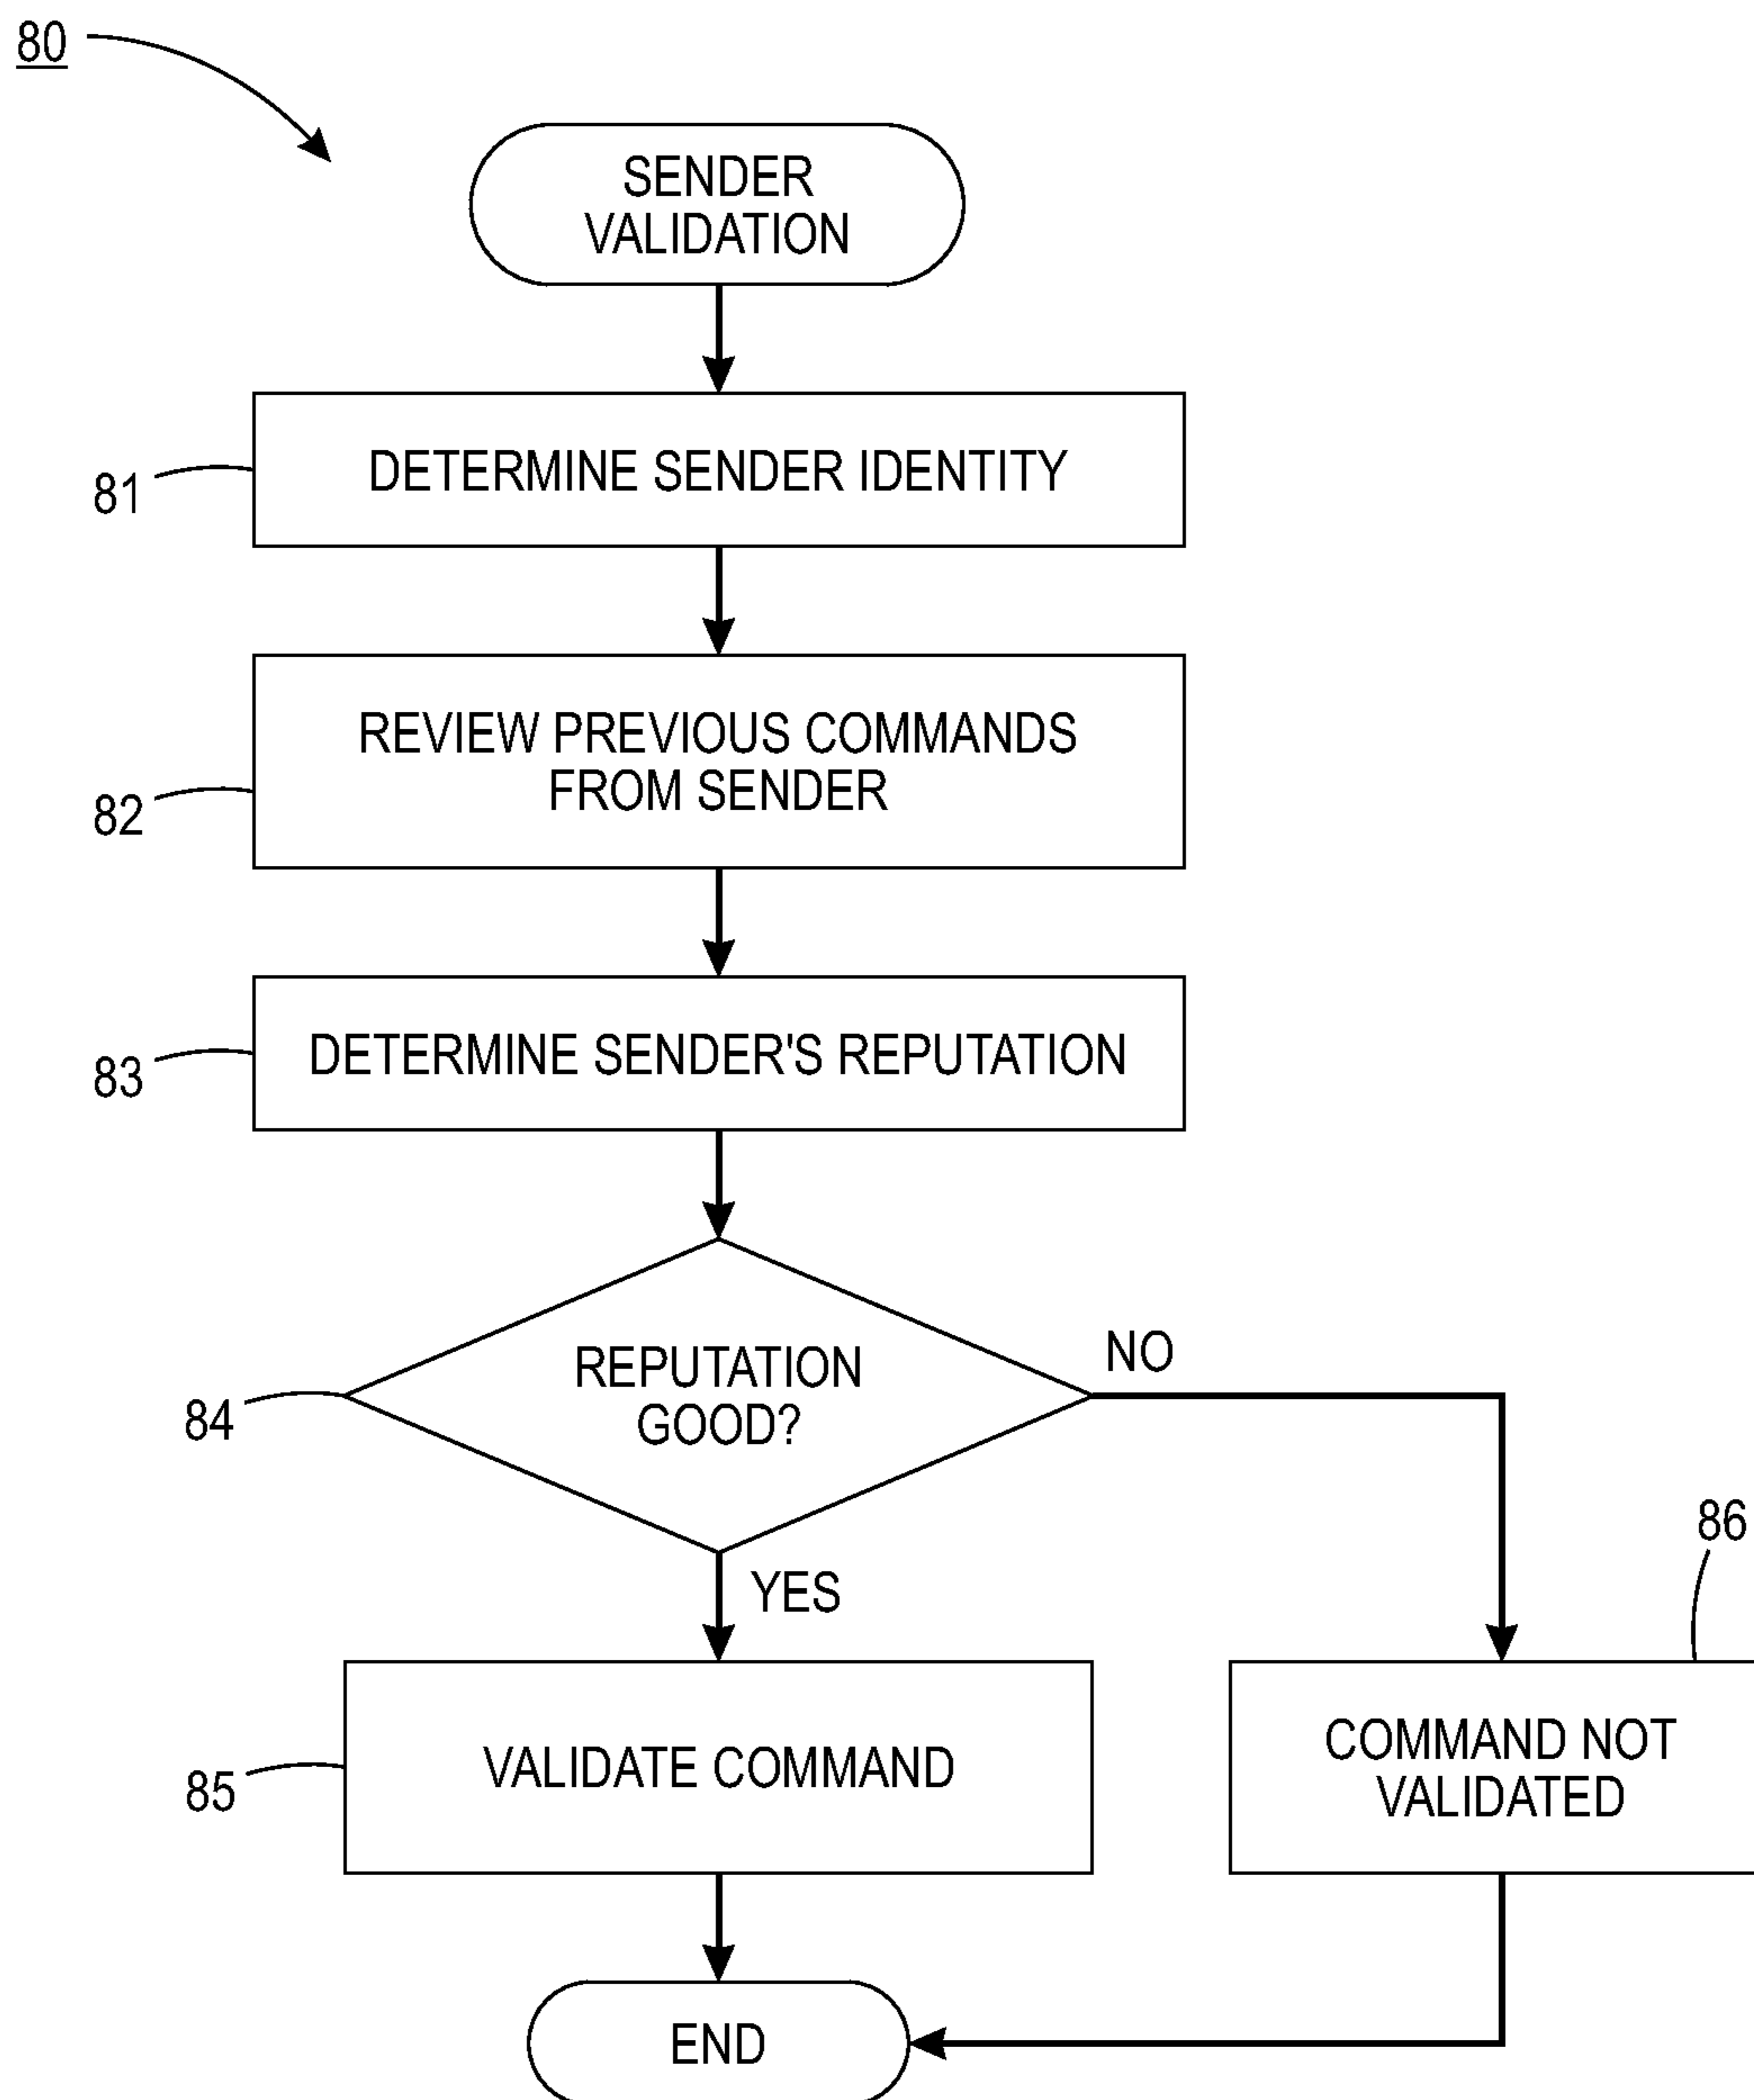 80
SENDER
VALIDATION
81
DETERMINE SENDER IDENTITY
82
REVIEW PREVIOUS COMMANDS
FROM SENDER
83
DETERMINE SENDER'S REPUTATION
84
REPUTATION
GOOD?
NO
YES
85
VALIDATE COMMAND
86
COMMAND NOT
VALIDATED
END